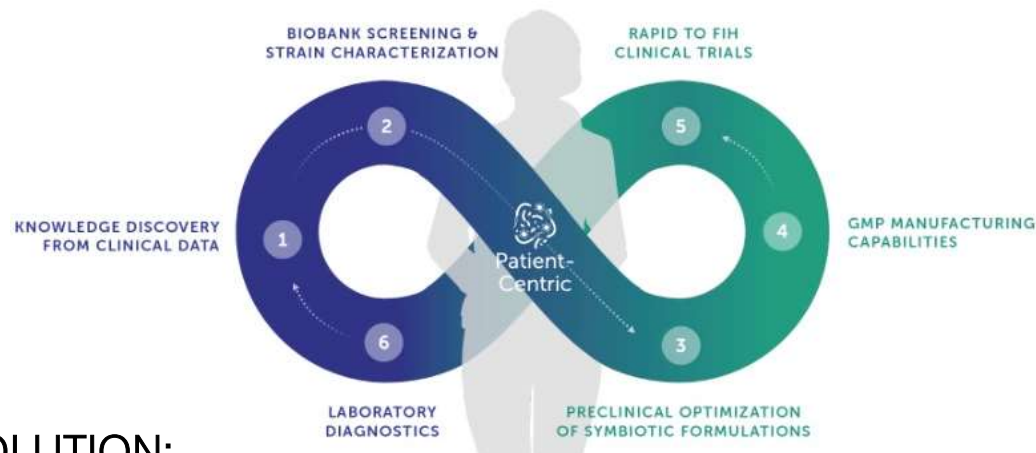 BIOBANK SCREENING &
STRAIN CHARACTERIZATION
RAPID TO FIH
CLINICAL TRIALS
2
5
KNOWLEDGE DISCOVERY
FROM CLINICAL DATA
1
Patient-
Centric
4
GMP MANUFACTURING
CAPABILITIES
6
3
LABORATORY
DIAGNOSTICS
PRECLINICAL OPTIMIZATION
OF SYMBIOTIC FORMULATIONS